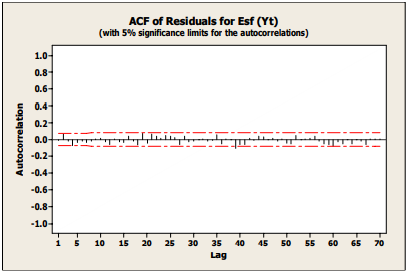 ACF of Residuals for Esf (Yt)
(with 5% significance limits for the autocorrelations)
1.0
0.8
0.6
0.4
0.2
0.0
-0.2
-0.4
-0.6
-0.8
-1.0
Autocorrelation
1 5 10 15 20 25 30 35 40 45 50 55 60 65 70
Lag